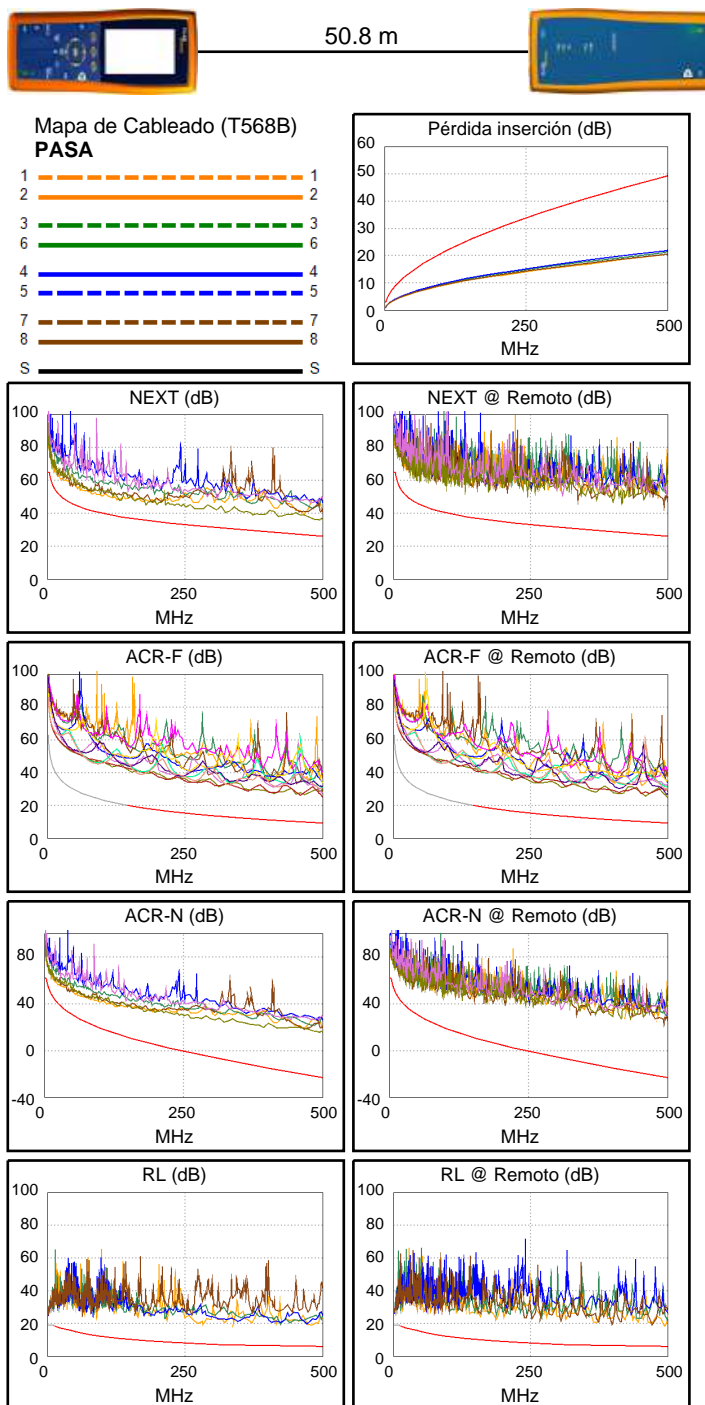 50.8 m
Mapa de Cableado (T568B)
PASA
1 1
2 2
3 3
6 6
4 4
5 5
7 7
8 8
S S
Pérdida inserción (dB)
60
50
40
30
20
10
0
0 250 500
MHz
NEXT (dB)
100
80
60
40
20
0
0 250 500
MHz
NEXT @ Remoto (dB)
100
80
60
40
20
0
0 250 500
MHz
ACR-F (dB)
100
80
60
40
20
0
0 250 500
MHz
ACR-F @ Remoto (dB)
100
80
60
40
20
0
0 250 500
MHz
ACR-N (dB)
80
40
0
-40
0 250 500
MHz
ACR-N @ Remoto (dB)
80
40
0
-40
0 250 500
MHz
RL (dB)
100
80
60
40
20
0
0 250 500
MHz
RL @ Remoto (dB)
100
80
60
40
20
0
0 250 500
MHz